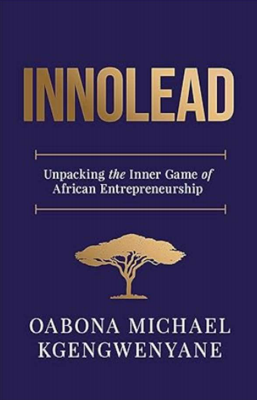 INNOLEAD
Unpacking the Inner Game of
African Entrepreneurship
OABONA MICHAEL
KGENGWENYANE